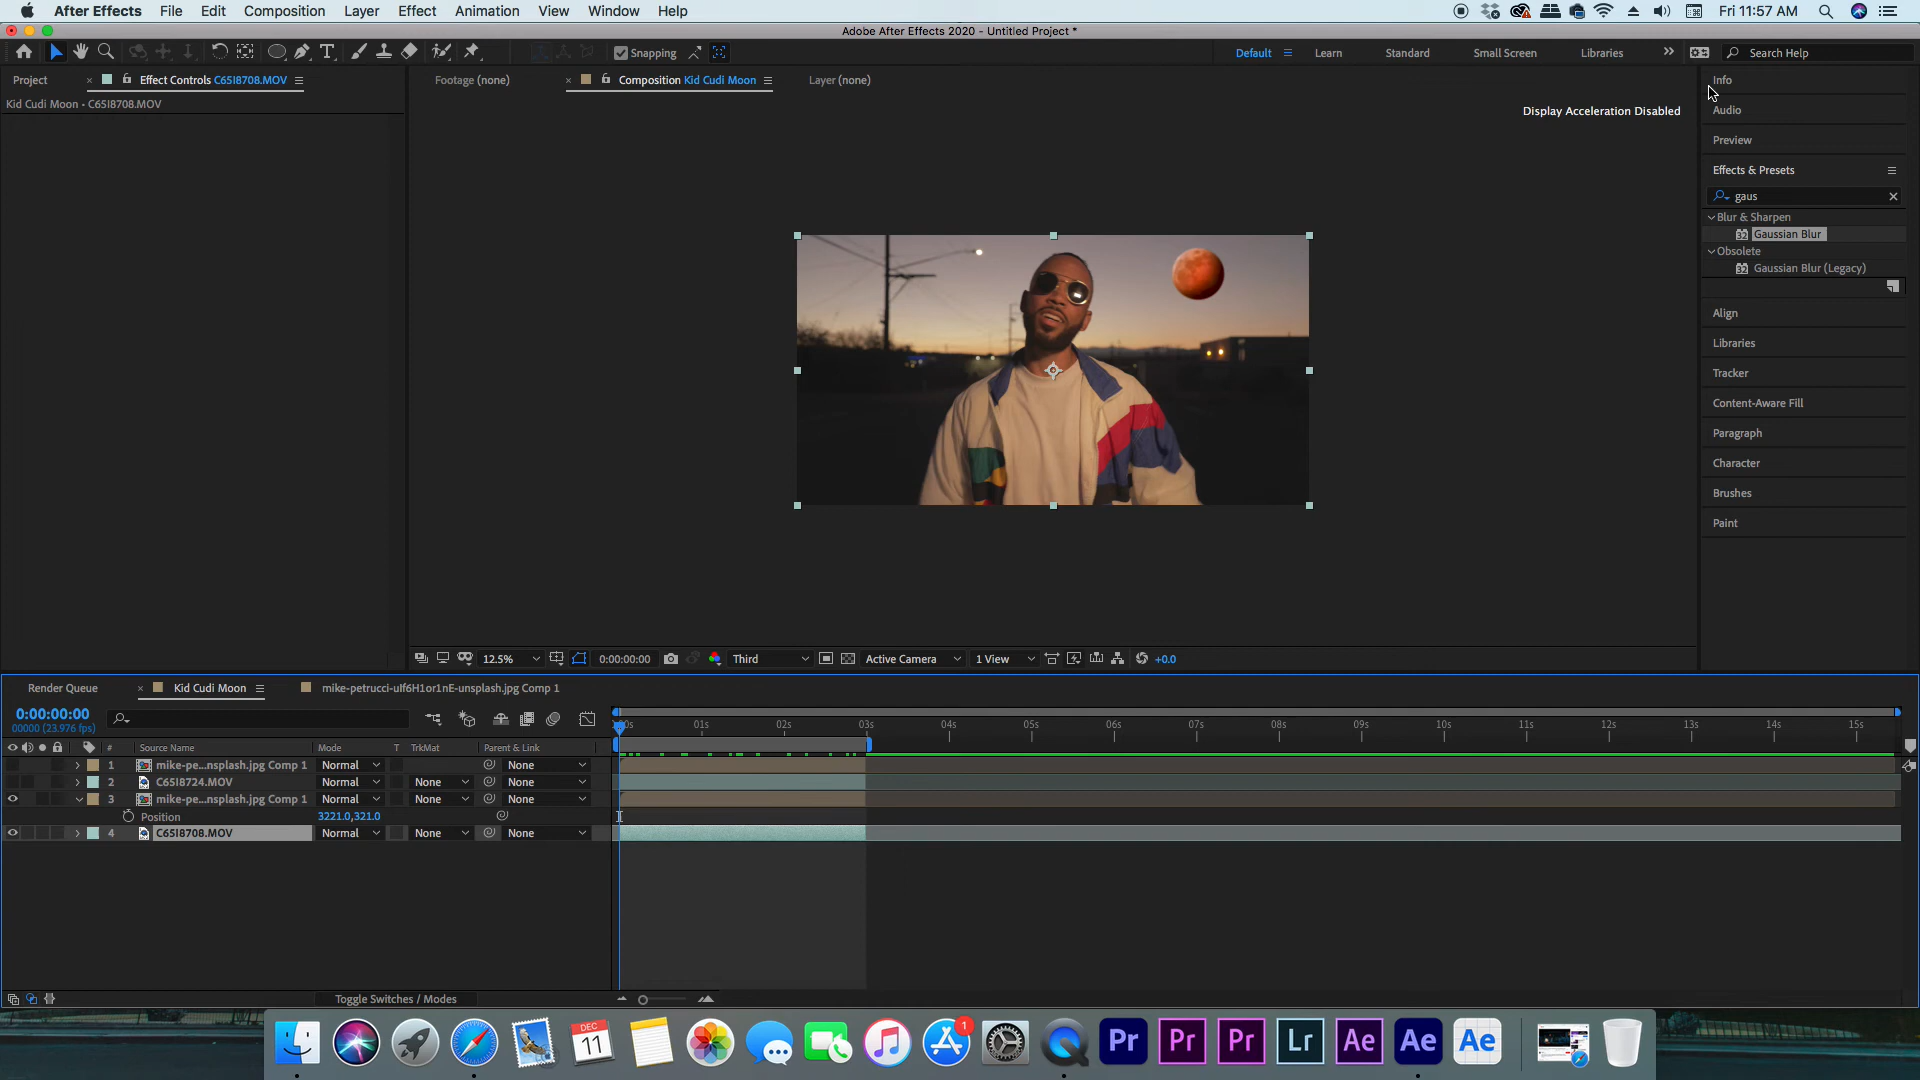 After Effects File Edit Composition Layer Effect Animation View Window Help Fri 11:57 AM
Adobe After Effects 2020 - Untitled Project *
Snapping Default Learn Standard Small Screen Libraries Search Help
Project Effect Controls C65I8708.MOV Footage (none) Composition Kid Cudi Moon Layer (none) Info
Kid Cudi Moon - C65I8708.MOV
Display Acceleration Disabled
Audio
Preview
Effects & Presets
gaus
Blur & Sharpen
32 Gaussian Blur
Obsolete
32 Gaussian Blur (Legacy)
Align
Libraries
Tracker
Content-Aware Fill
Paragraph
Character
Brushes
Paint
12.5% 0:00:00:00 Third Active Camera 1 View +0.0
Render Queue Kid Cudi Moon mike-petrucci-uIf6H1or1nE-unsplash.jpg Comp 1
0:00:00:00
00000 (23.976 fps)
:00s 01s 02s 03s 04s 05s 06s 07s 08s 09s 10s 11s 12s 13s 14s 15s
# Source Name Mode T TrkMat Parent & Link
1 mike-pe...nsplash.jpg Comp 1 Normal None
2 C65I8724.MOV Normal None None
3 mike-pe...nsplash.jpg Comp 1 Normal None None
Position 3221.0,321.0
4 C65I8708.MOV Normal None None
Toggle Switches / Modes
DEC 11 1 Pr Pr Pr Lr Ae Ae Ae